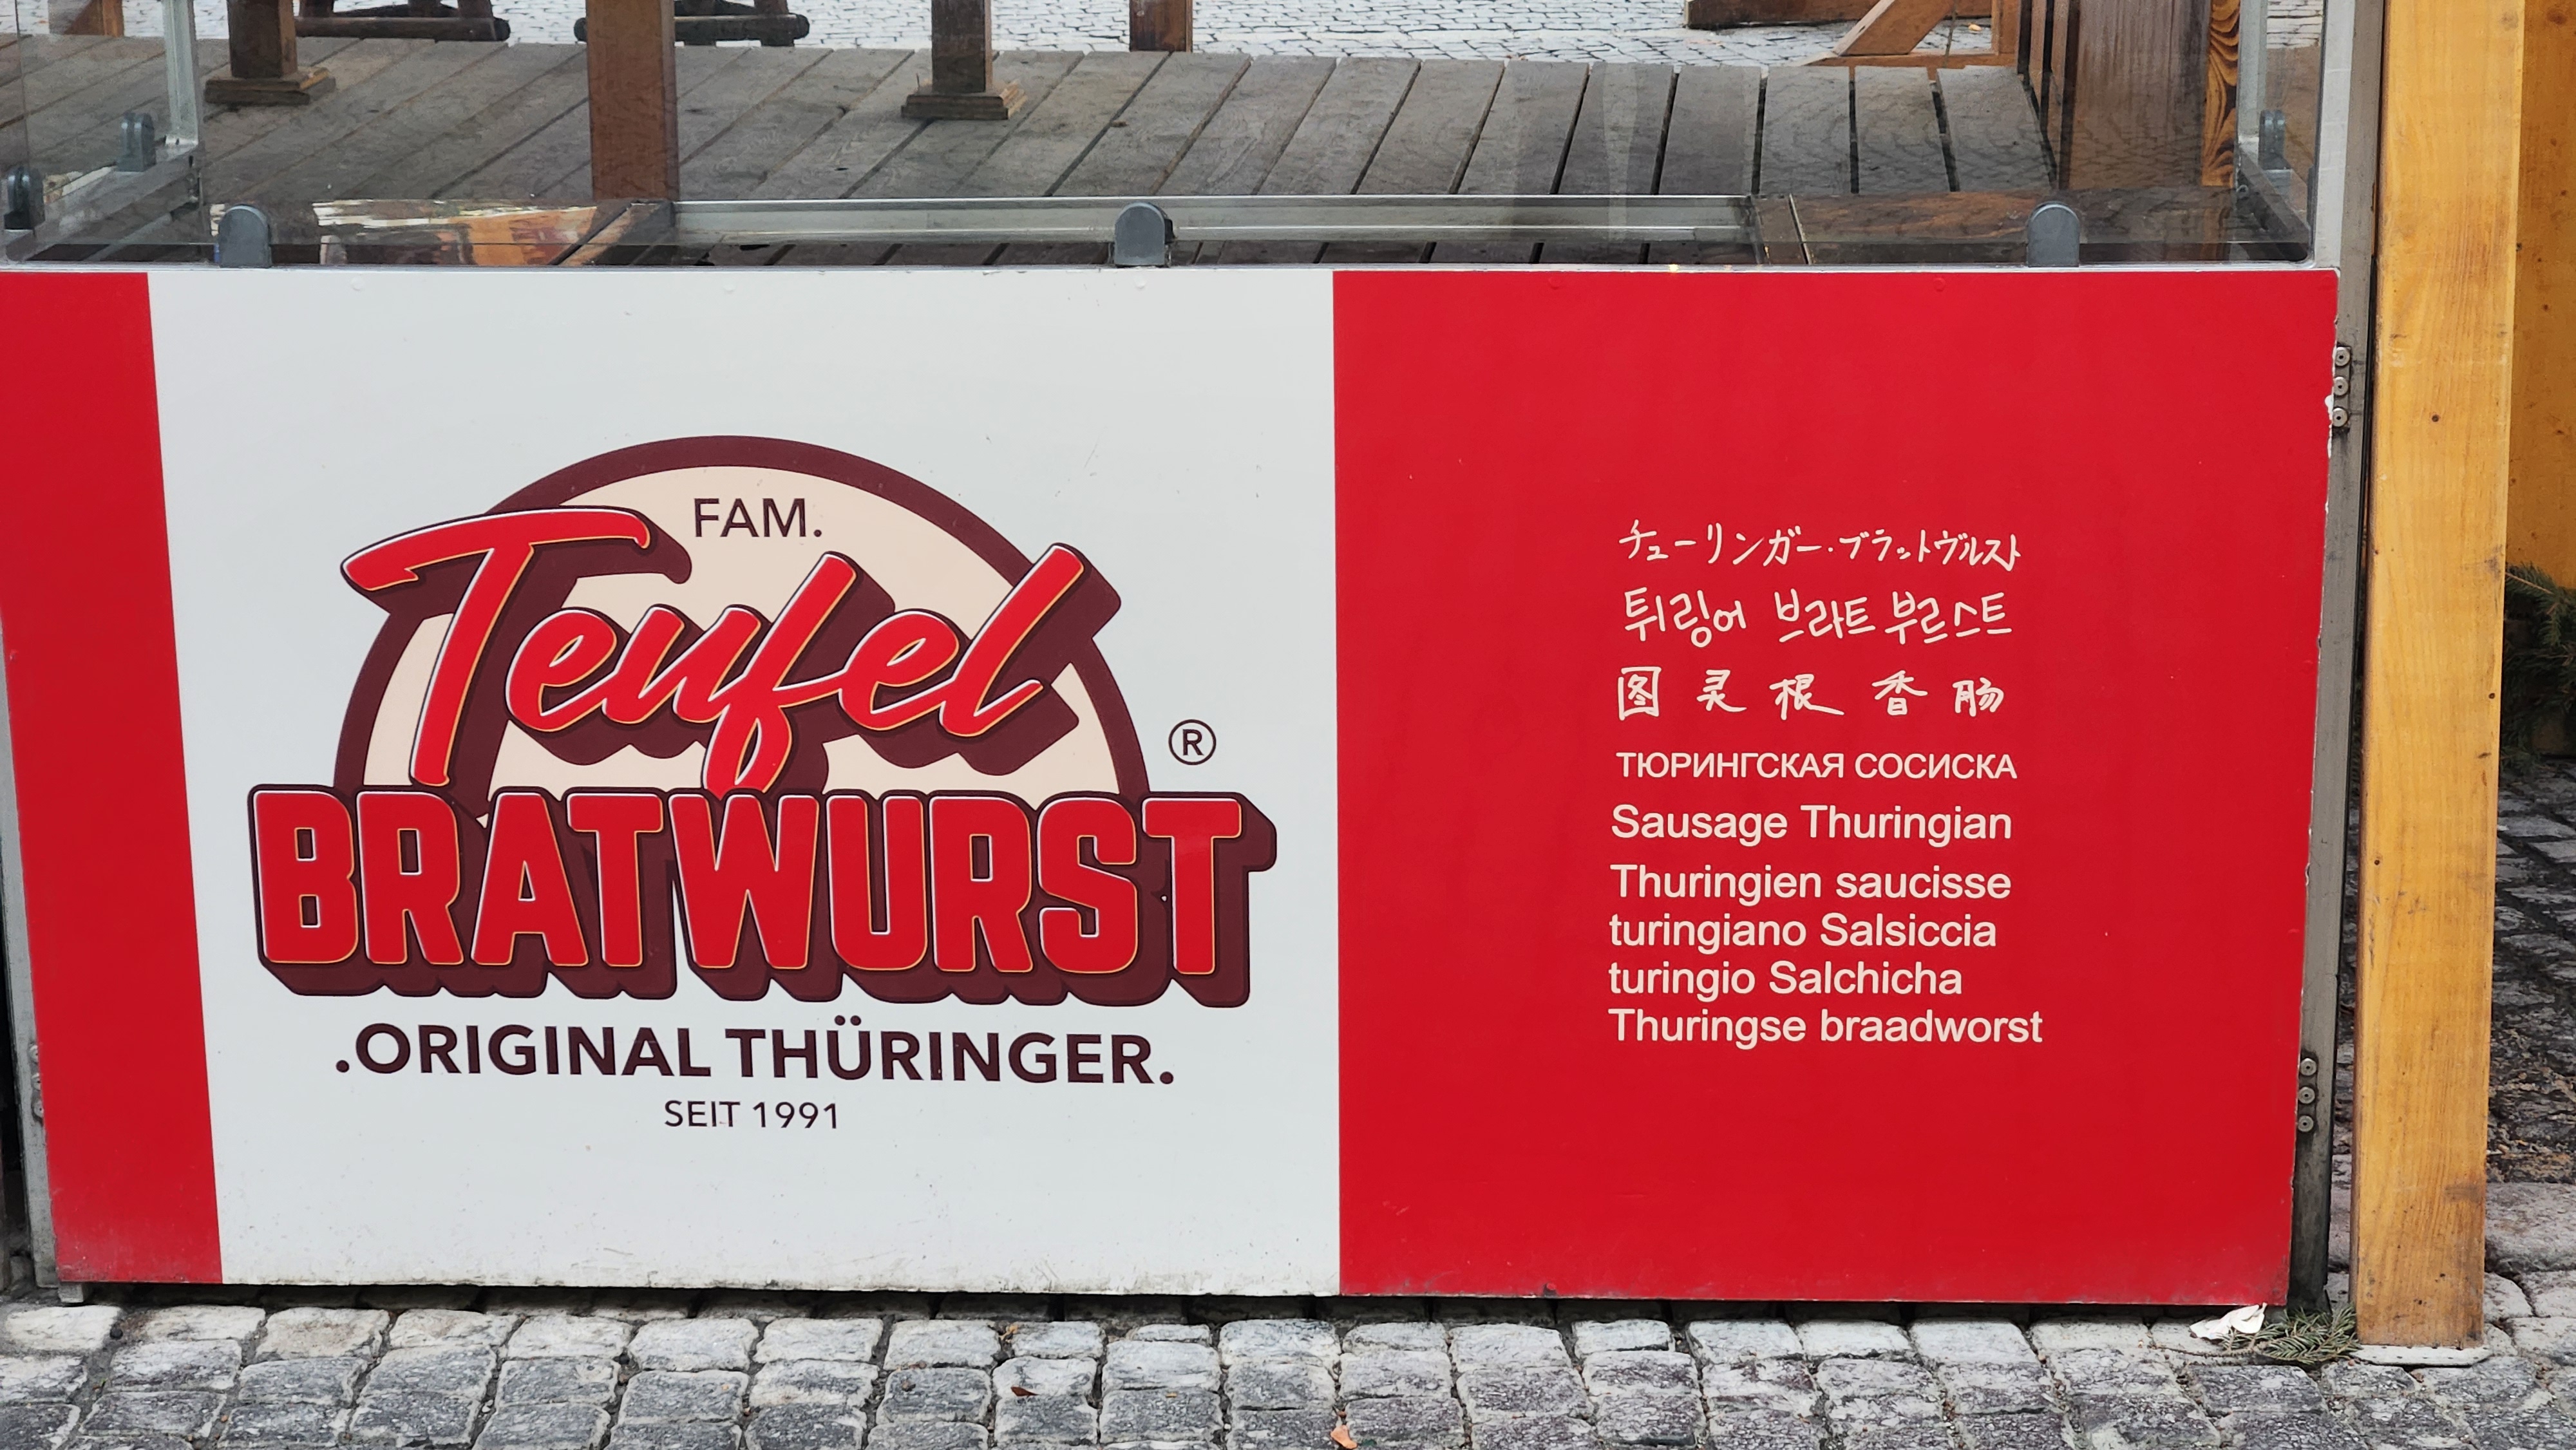 FAM.
Teufel
BRATWURST
®
.ORIGINAL THÜRINGER.
SEIT 1991
チューリンガー・ブラットヴルスト
튀링어 브라트부르스트
图灵根香肠
ТЮРИНГСКАЯ СОСИСКА
Sausage Thuringian
Thuringien saucisse
turingiano Salsiccia
turingio Salchicha
Thuringse braadworst